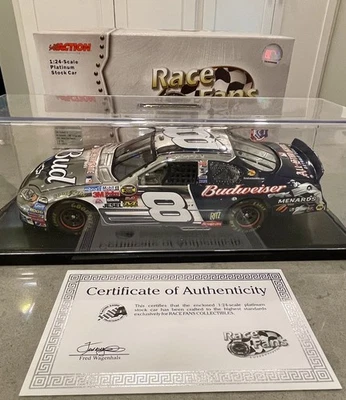 ACTION
1:24-Scale
Platinum
Stock Car
Race
Fans
8
Bud
8
Budweiser
MENARDS
3M
Certificate of Authenticity
This certifies that the enclosed 1:24-scale platinum
stock car has been crafted to the highest standards
exclusively for RACE FANS COLLECTIBLES.
Fred Wagenhals
Race
Fans